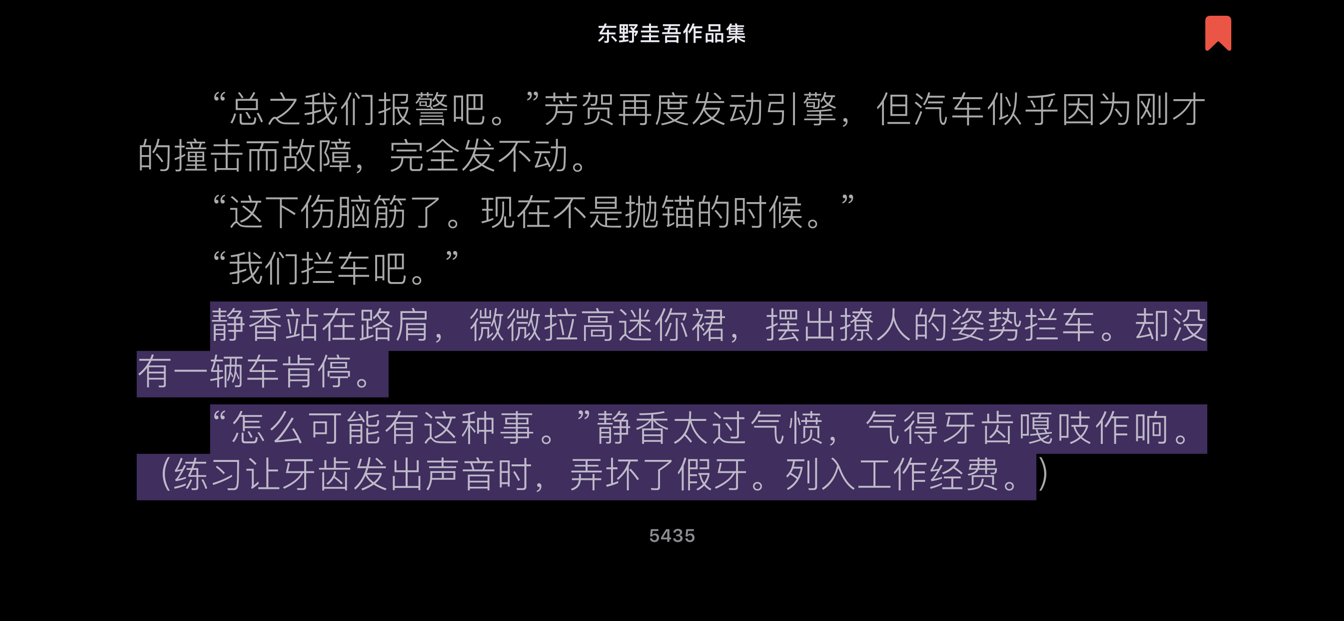 东野圭吾作品集
“总之我们报警吧。”芳贺再度发动引擎，但汽车似乎因为刚才
的撞击而故障，完全发不动。
“这下伤脑筋了。现在不是抛锚的时候。”
“我们拦车吧。”
静香站在路肩，微微拉高迷你裙，摆出撩人的姿势拦车。却没
有一辆车肯停。
“怎么可能有这种事。”静香太过气愤，气得牙齿嘎吱作响。
（练习让牙齿发出声音时，弄坏了假牙。列入工作经费。）
5435